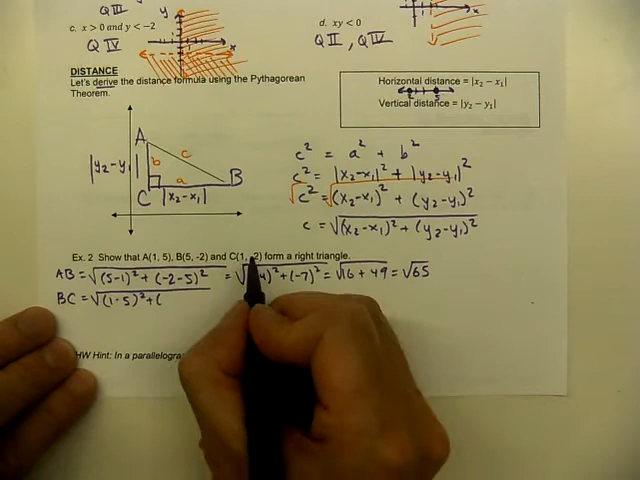 Q III
y
c. x > 0 and y < −2
d. xy < 0
x
Q IV
x
Q II , Q IV
DISTANCE
Let's derive the distance formula using the Pythagorean
Theorem.
Horizontal distance = |x₂ − x₁|
2 5
Vertical distance = |y₂ − y₁|
A
c
b
a
B
C
|y₂−y₁|
|x₂−x₁|
c² = a² + b²
c² = |x₂−x₁|² + |y₂−y₁|²
√c² = √(x₂−x₁)² + (y₂−y₁)²
c = √(x₂−x₁)² + (y₂−y₁)²
Ex. 2 Show that A(1, 5), B(5, -2) and C(1, -2) form a right triangle.
AB = √(5−1)² + (−2−5)² = √(4)² + (−7)² = √16 + 49 = √65
BC = √(1−5)² + (
HW Hint: In a